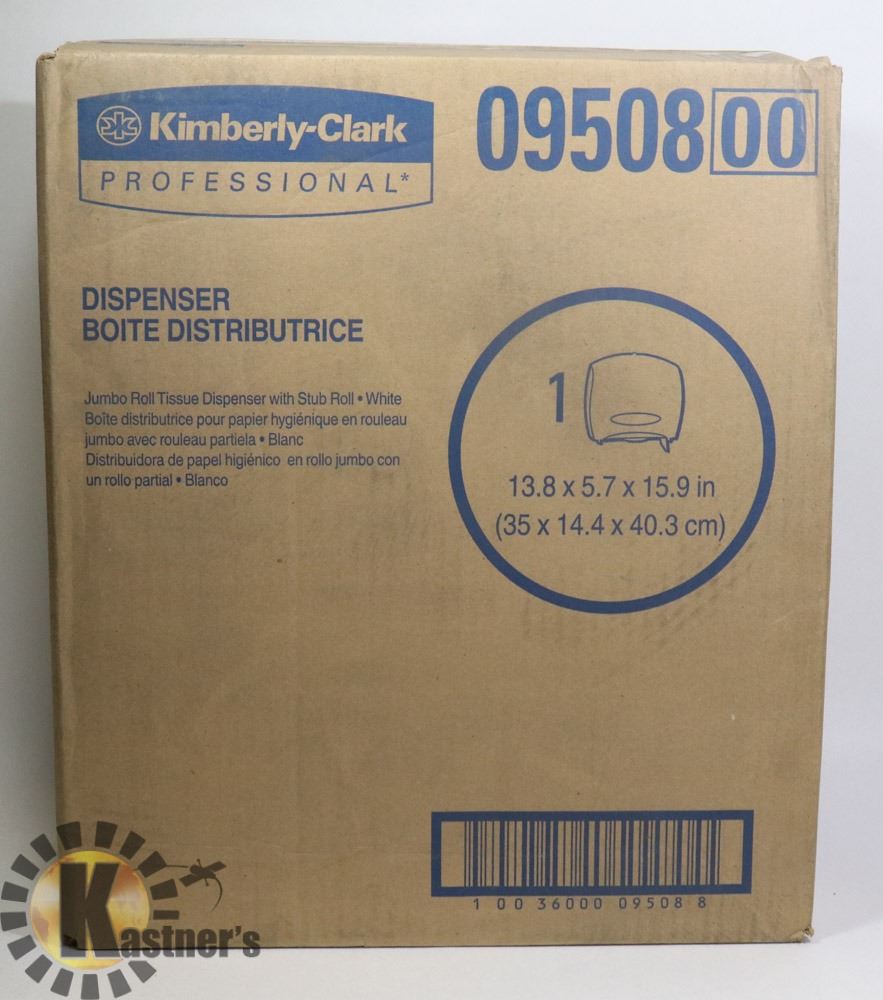 Kimberly-Clark
PROFESSIONAL*
09508 00
DISPENSER
BOITE DISTRIBUTRICE
Jumbo Roll Tissue Dispenser with Stub Roll • White
Boîte distributrice pour papier hygiénique en rouleau
jumbo avec rouleau partiela • Blanc
Distribuidora de papel higiénico en rollo jumbo con
un rollo partial • Blanco
1
13.8 x 5.7 x 15.9 in
(35 x 14.4 x 40.3 cm)
1 00 36000 09508 8
Kastner's